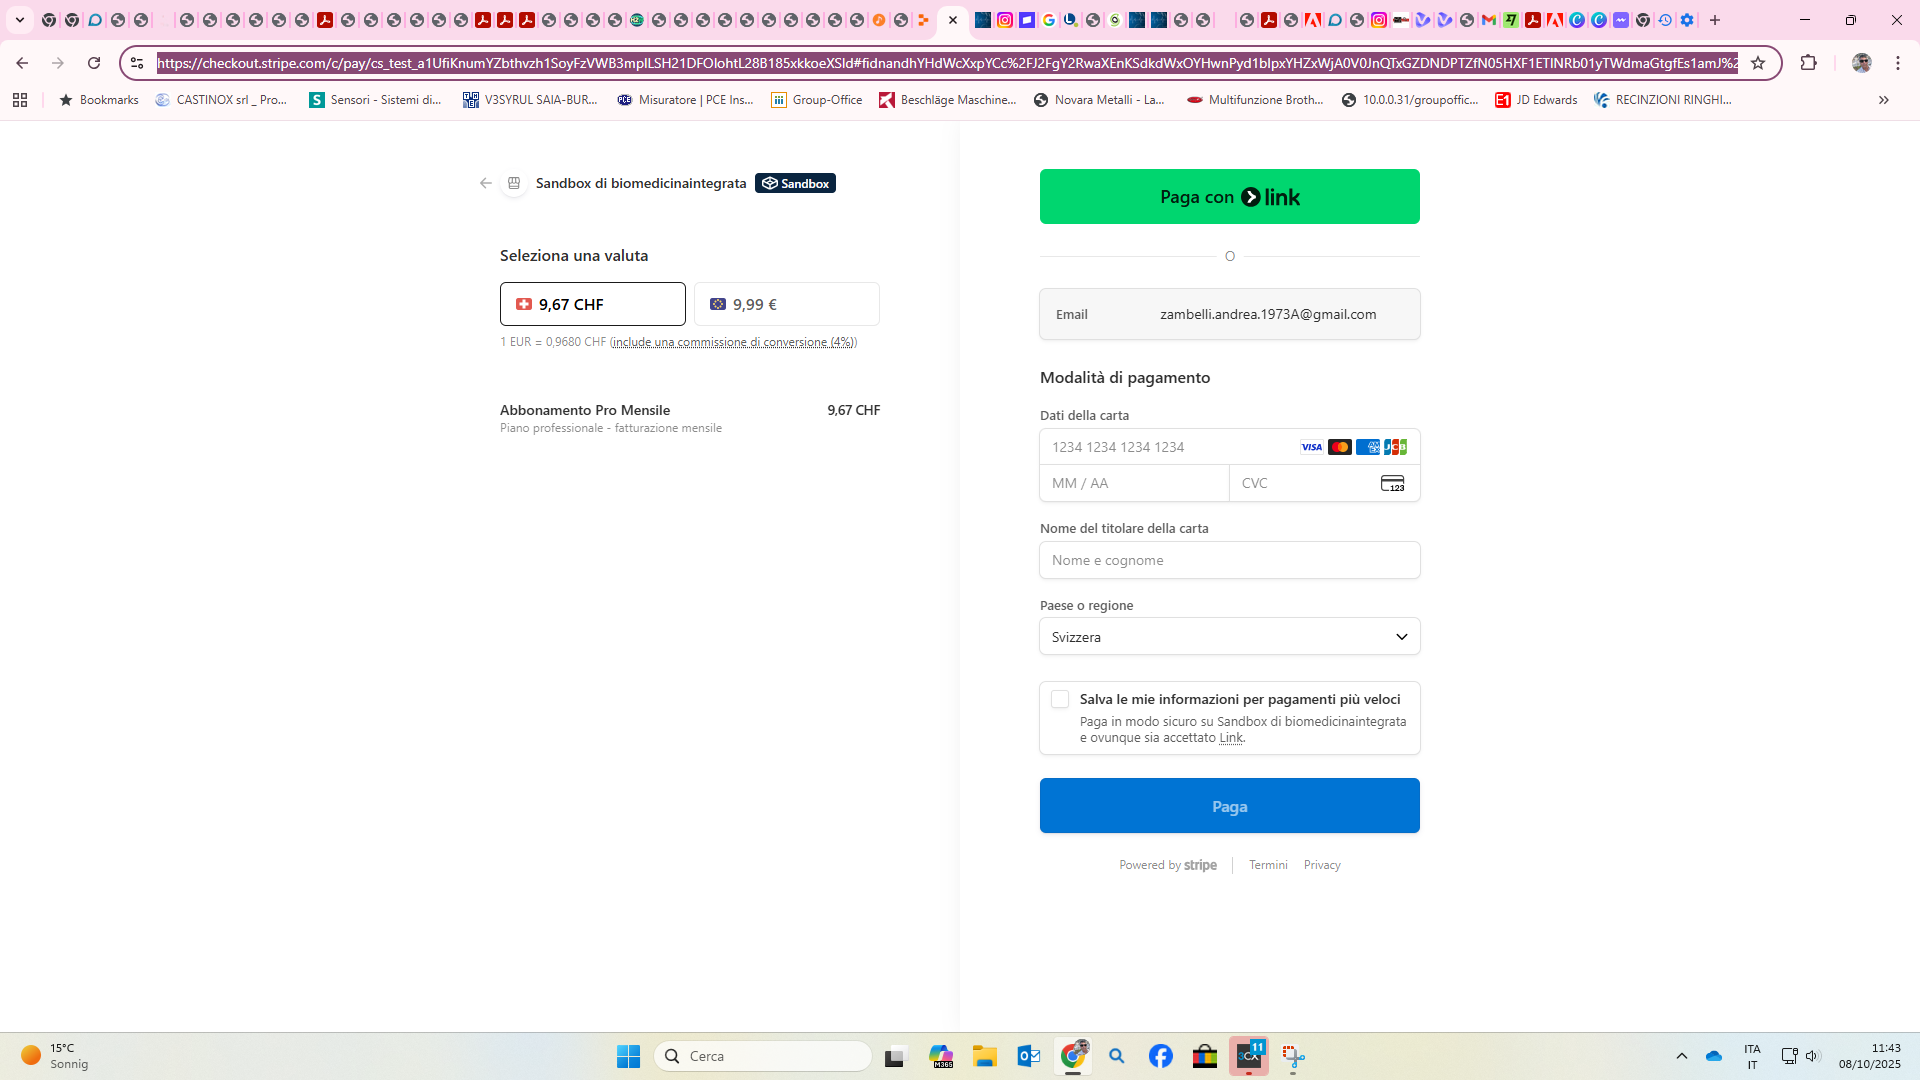 https://checkout.stripe.com/c/pay/cs_test_a1UfiKnumYZbthvzh1SoyFzVWB3mpILSH21DFOlohtL28B185xkkoeXSld#fidnandhYHdWcXxpYCc%2FJ2FgY2RwaXEnKSdkdWxOYHwnPyd1blpxYHZxWjA0V0JnQTxGZDNDPTZfN05HXF1ETlNRb01yTWdmaGtgfEs1amJ%2
Bookmarks
CASTINOX srl _ Pro...
Sensori - Sistemi di...
V3SYRUL SAIA-BUR...
Misuratore | PCE Ins...
Group-Office
Beschläge Maschine...
Novara Metalli - La...
Multifunzione Broth...
10.0.0.31/groupoffic...
JD Edwards
RECINZIONI RINGHI...
Sandbox di biomedicinaintegrata
Sandbox
Seleziona una valuta
9,67 CHF
9,99 €
1 EUR = 0,9680 CHF (include una commissione di conversione (4%))
Abbonamento Pro Mensile
9,67 CHF
Piano professionale - fatturazione mensile
Paga con link
O
Email
zambelli.andrea.1973A@gmail.com
Modalità di pagamento
Dati della carta
1234 1234 1234 1234
VISA
MM / AA
CVC
123
Nome del titolare della carta
Nome e cognome
Paese o regione
Svizzera
Salva le mie informazioni per pagamenti più veloci
Paga in modo sicuro su Sandbox di biomedicinaintegrata
e ovunque sia accettato Link.
Paga
Powered by stripe
Termini
Privacy
15°C
Sonnig
Cerca
M365
11
ITA
IT
11:43
08/10/2025